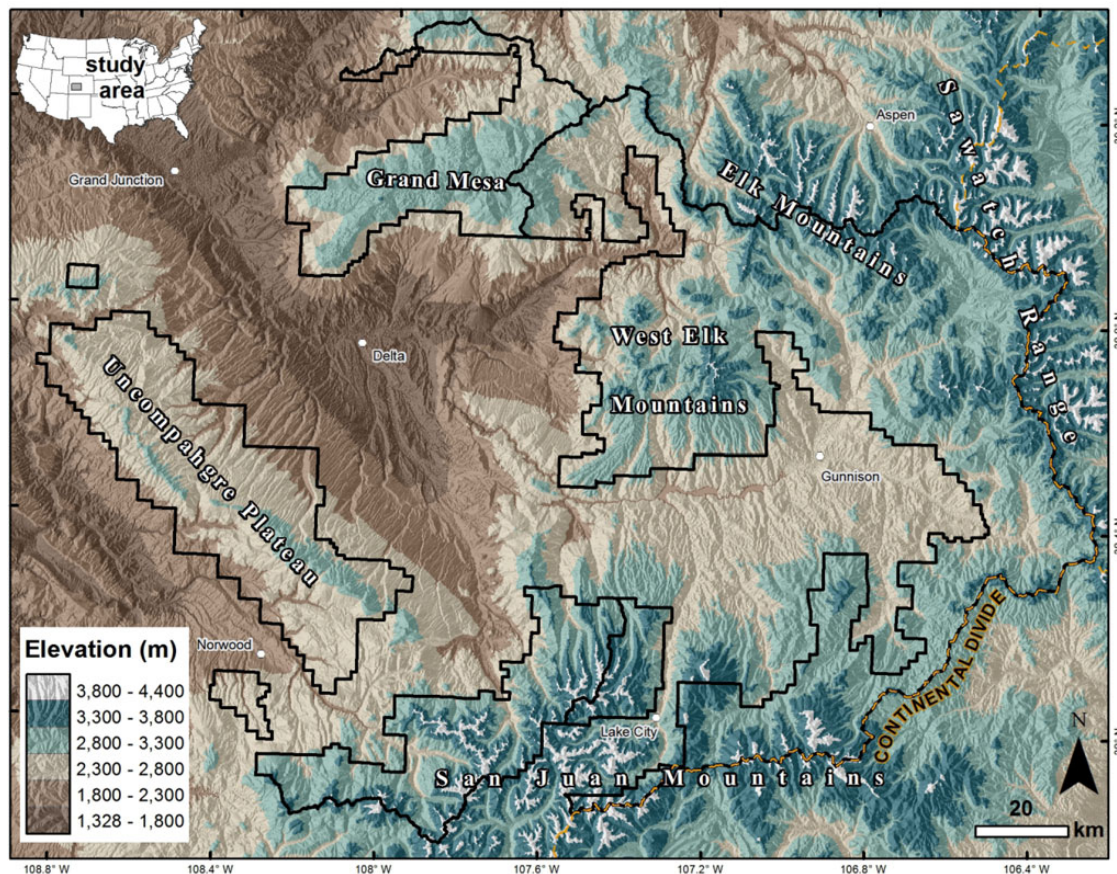 study
area
Grand Junction
Aspen
Sawatch Range
Grand Mesa
Elk Mountains
West Elk
Mountains
Delta
Uncompahgre Plateau
Gunnison
Norwood
Lake City
San Juan Mountains
CONTINENTAL DIVIDE
Elevation (m)
3,800 - 4,400
3,300 - 3,800
2,800 - 3,300
2,300 - 2,800
1,800 - 2,300
1,328 - 1,800
N
20
km
108.8° W
108.4° W
108° W
107.6° W
107.2° W
106.8° W
106.4° W